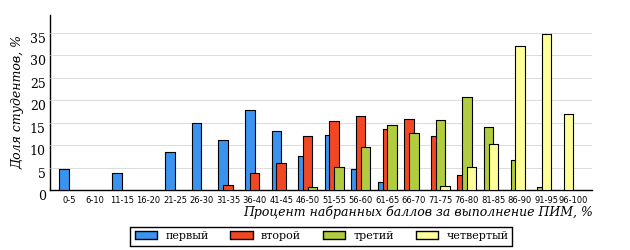 Доля студентов, %
35
30
25
20
15
10
5
0
0-5 6-10 11-15 16-20 21-25 26-30 31-35 36-40 41-45 46-50 51-55 56-60 61-65 66-70 71-75 76-80 81-85 86-90 91-95 96-100
Процент набранных баллов за выполнение ПИМ, %
первый второй третий четвертый